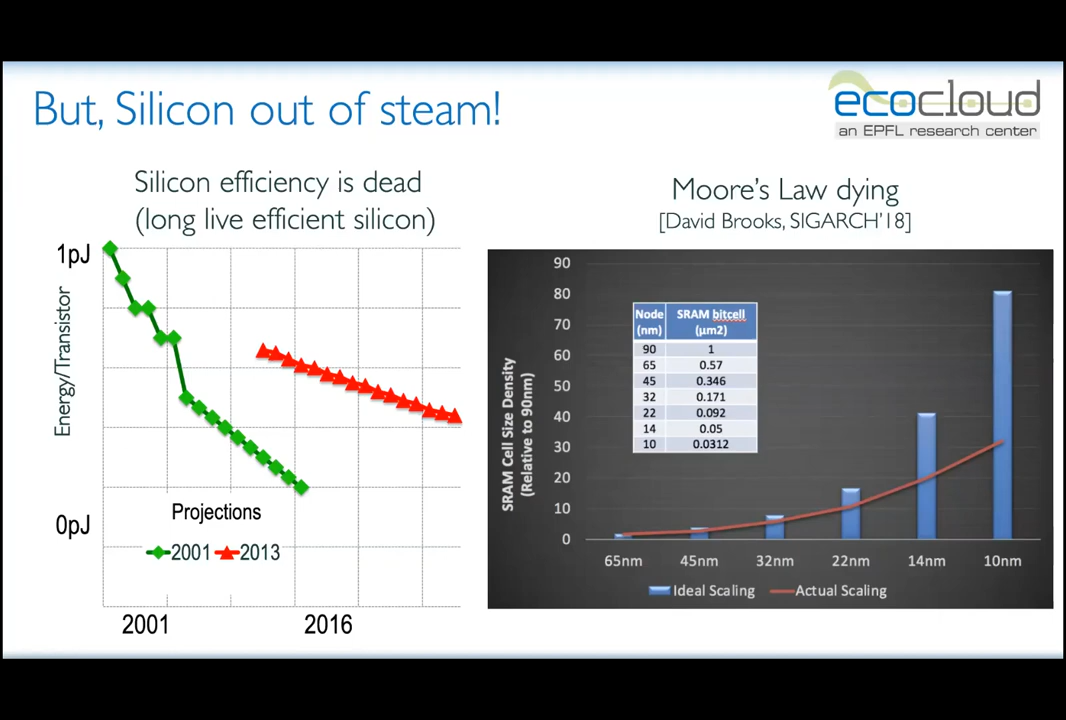 But, Silicon out of steam!
ecocloud
an EPFL research center
Silicon efficiency is dead
(long live efficient silicon)
1pJ
Energy/Transistor
0pJ
Projections
2001 2013
2001 2016
Moore's Law dying
[David Brooks, SIGARCH'18]
SRAM Cell Size Density
(Relative to 90nm)
90
80
70
60
50
40
30
20
10
0
Node SRAM bitcell
(nm) (μm2)
90 1
65 0.57
45 0.346
32 0.171
22 0.092
14 0.05
10 0.0312
65nm 45nm 32nm 22nm 14nm 10nm
Ideal Scaling Actual Scaling